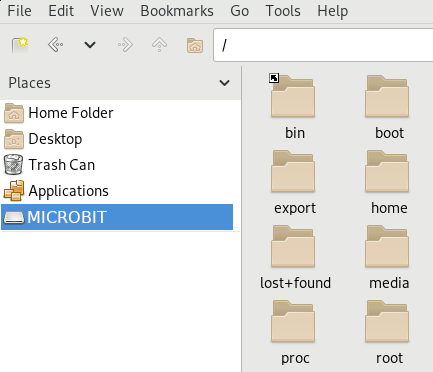 File Edit View Bookmarks Go Tools Help
/
Places
Home Folder
Desktop
Trash Can
Applications
MICROBIT
bin boot
export home
lost+found media
proc root